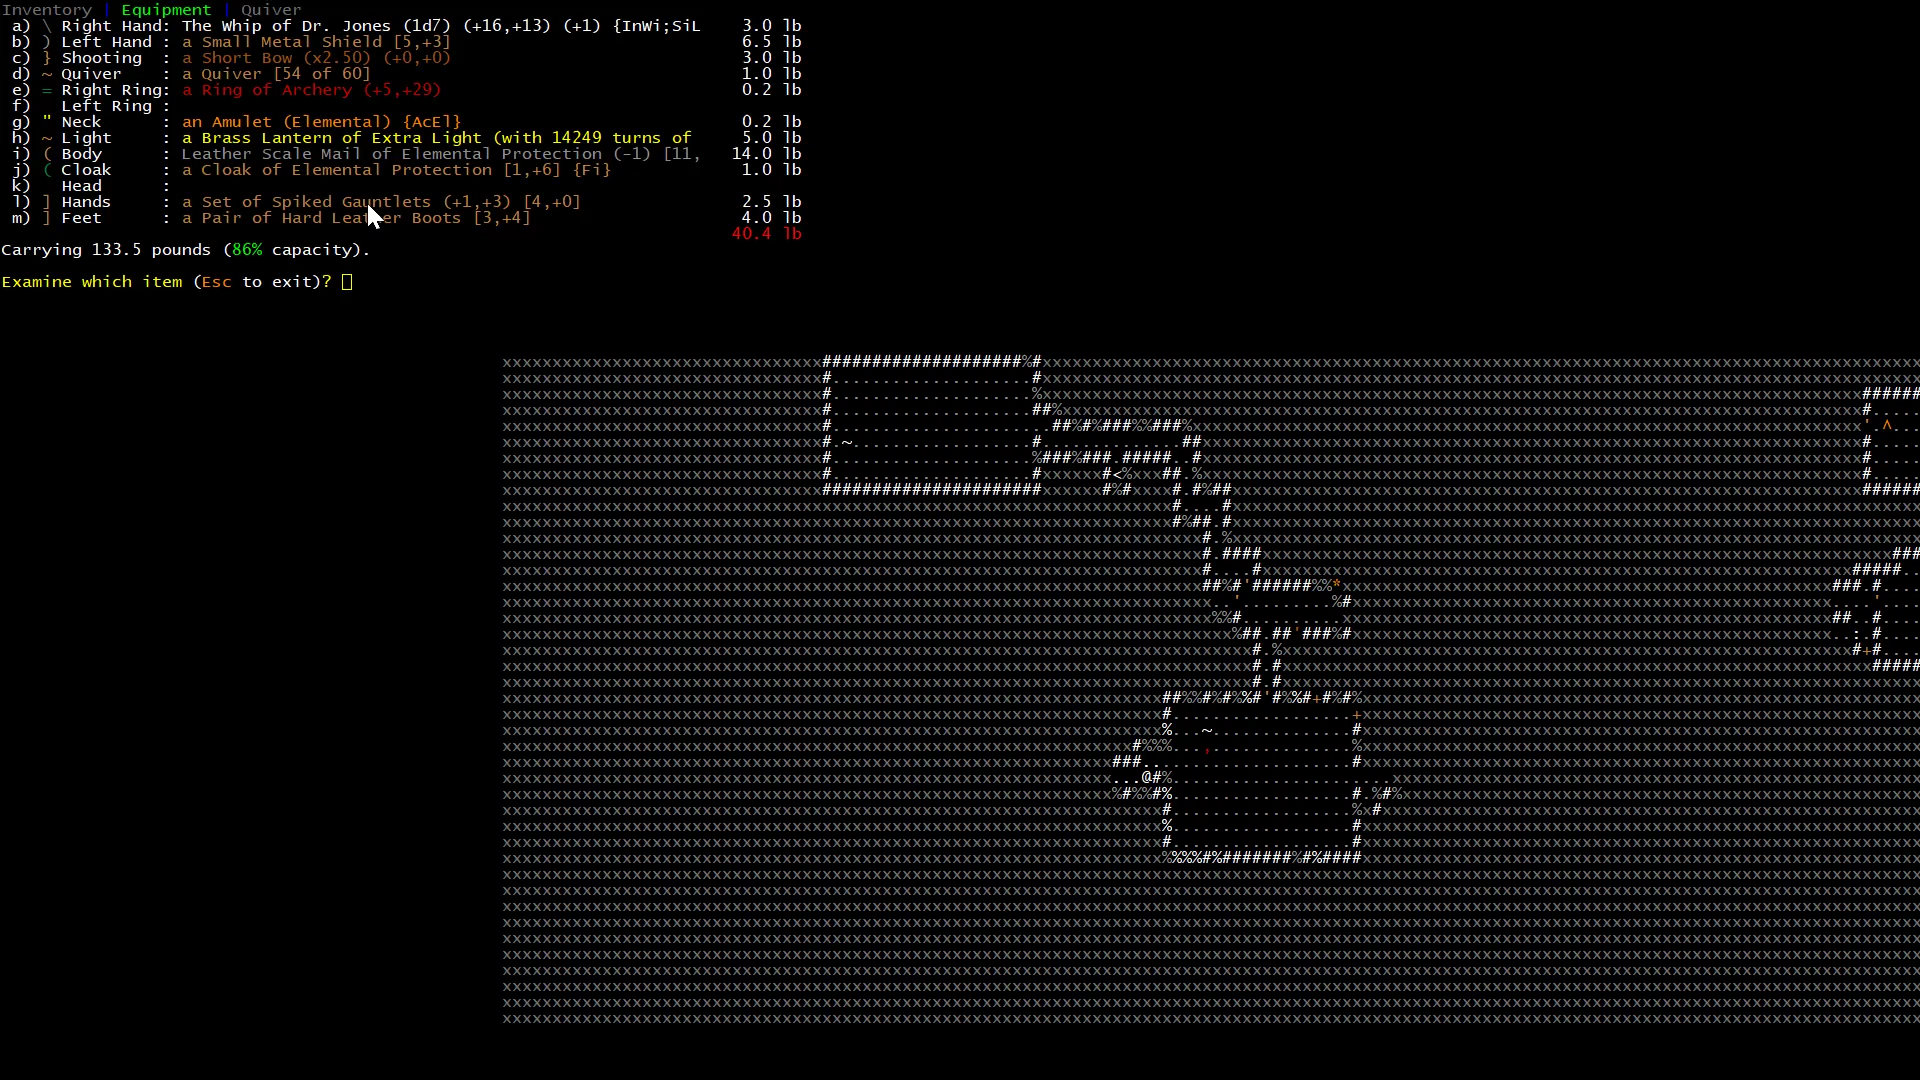 Inventory | Equipment | Quiver
a) \ Right Hand: The Whip of Dr. Jones (1d7) (+16,+13) (+1) {InWi;SiL 3.0 lb
b) ) Left Hand : a Small Metal Shield [5,+3] 6.5 lb
c) } Shooting : a Short Bow (x2.50) (+0,+0) 3.0 lb
d) ~ Quiver : a Quiver [54 of 60] 1.0 lb
e) = Right Ring: a Ring of Archery (+5,+29) 0.2 lb
f) Left Ring :
g) " Neck : an Amulet (Elemental) {AcEl} 0.2 lb
h) ~ Light : a Brass Lantern of Extra Light (with 14249 turns of 5.0 lb
i) ( Body : Leather Scale Mail of Elemental Protection (-1) [11, 14.0 lb
j) ( Cloak : a Cloak of Elemental Protection [1,+6] {Fi} 1.0 lb
k) Head :
l) ] Hands : a Set of Spiked Gauntlets (+1,+3) [4,+0] 2.5 lb
m) ] Feet : a Pair of Hard Leather Boots [3,+4] 4.0 lb
40.4 lb
Carrying 133.5 pounds (86% capacity).
Examine which item (Esc to exit)?